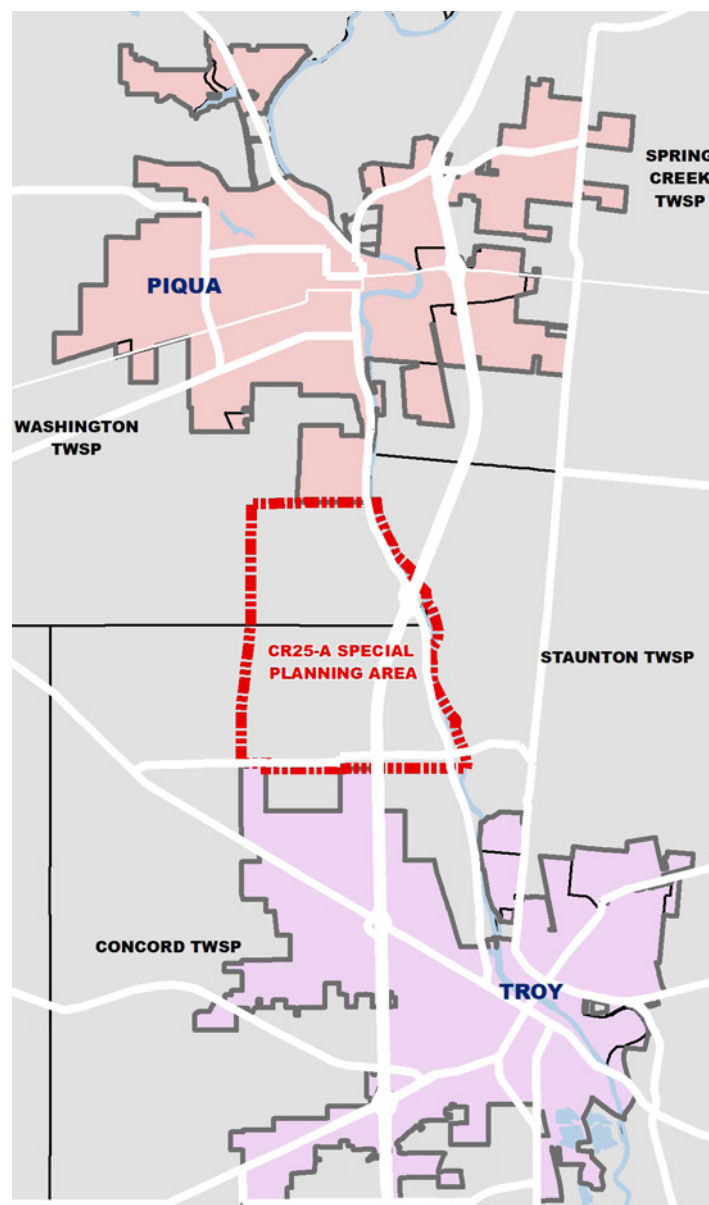 SPRING
CREEK
TWSP
PIQUA
WASHINGTON
TWSP
CR25-A SPECIAL
PLANNING AREA
STAUNTON TWSP
CONCORD TWSP
TROY